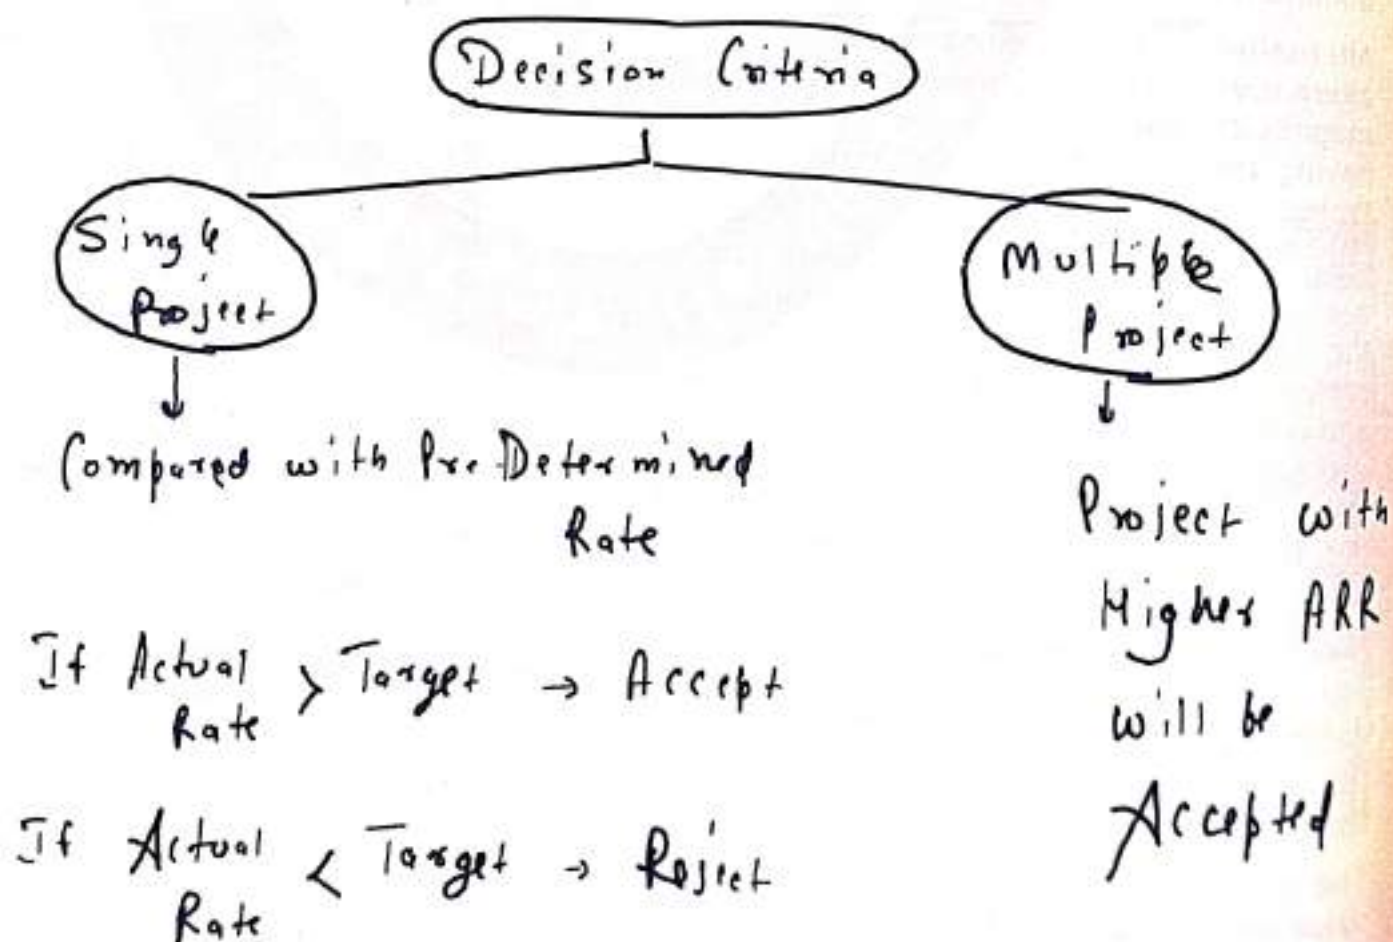 Decision Criteria
Single
Project
Multiple
Project
Compared with Pre-Determined
Rate
If Actual Rate > Target → Accept
If Actual Rate < Target → Reject
Project with
Higher ARR
will be
Accepted